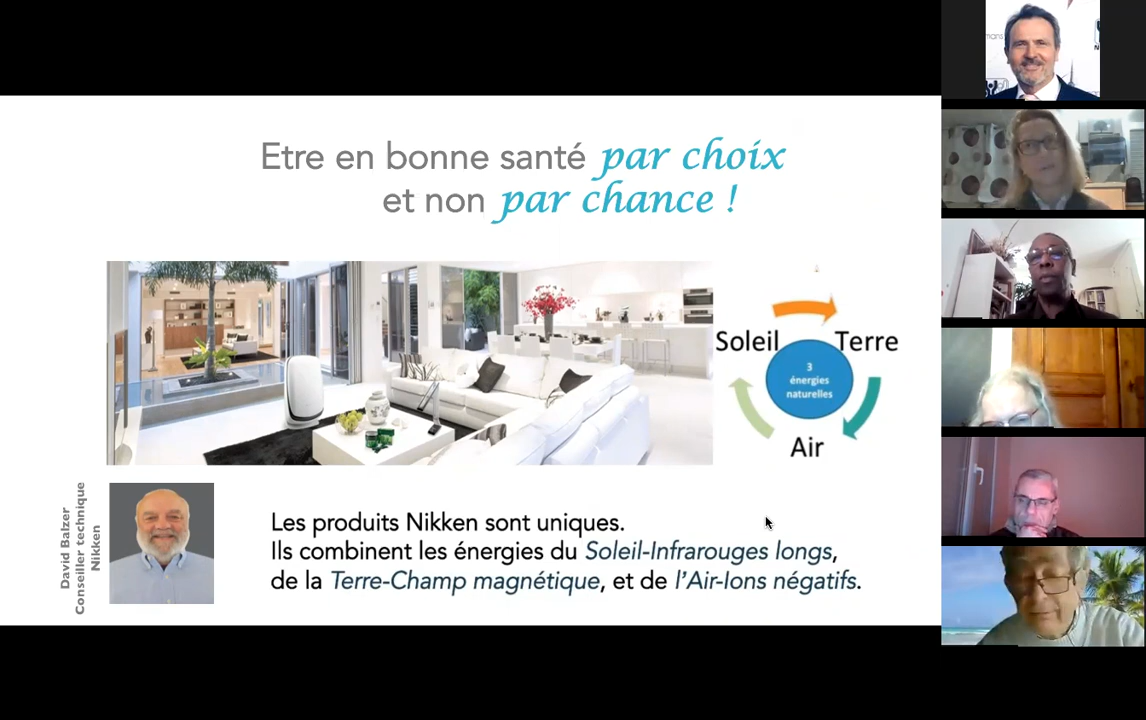 Etre en bonne santé par choix
et non par chance !
Soleil
Terre
3
énergies
naturelles
Air
David Balzer
Conseiller technique
Nikken
Les produits Nikken sont uniques.
Ils combinent les énergies du Soleil-Infrarouges longs,
de la Terre-Champ magnétique, et de l'Air-Ions négatifs.